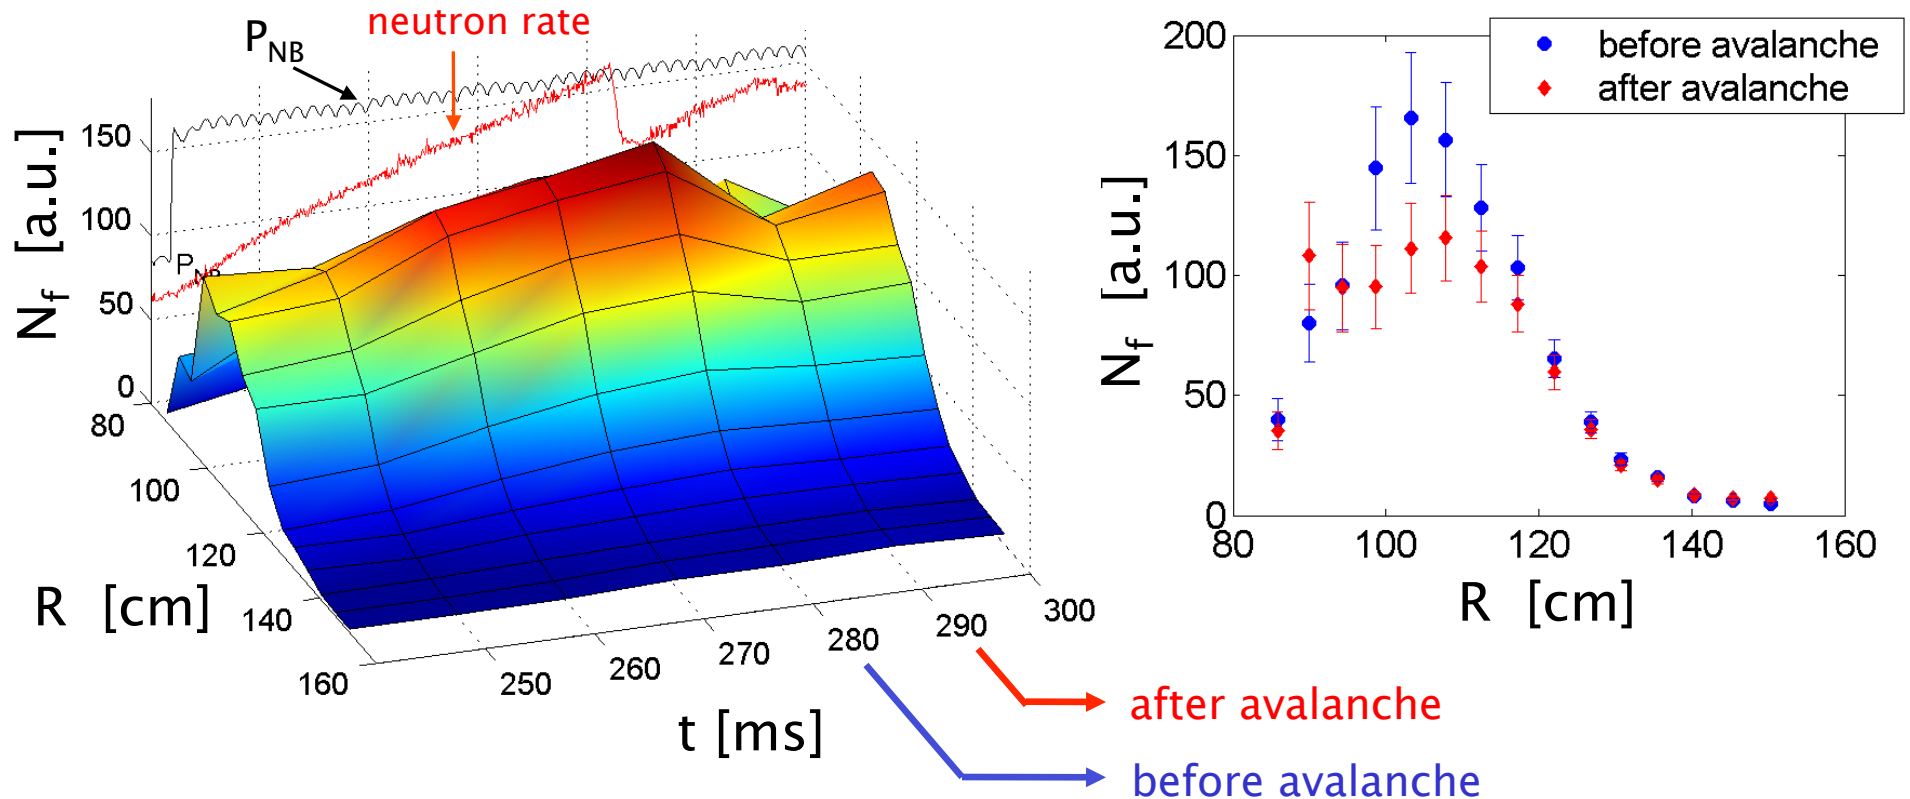 neutron rate
P_NB
N_f [a.u.]
150
100
50
0
P_NB
80
100
120
140
160
R [cm]
250
260
270
280
290
300
t [ms]
after avalanche
before avalanche
before avalanche
after avalanche
N_f [a.u.]
200
150
100
50
0
80
100
120
140
160
R [cm]